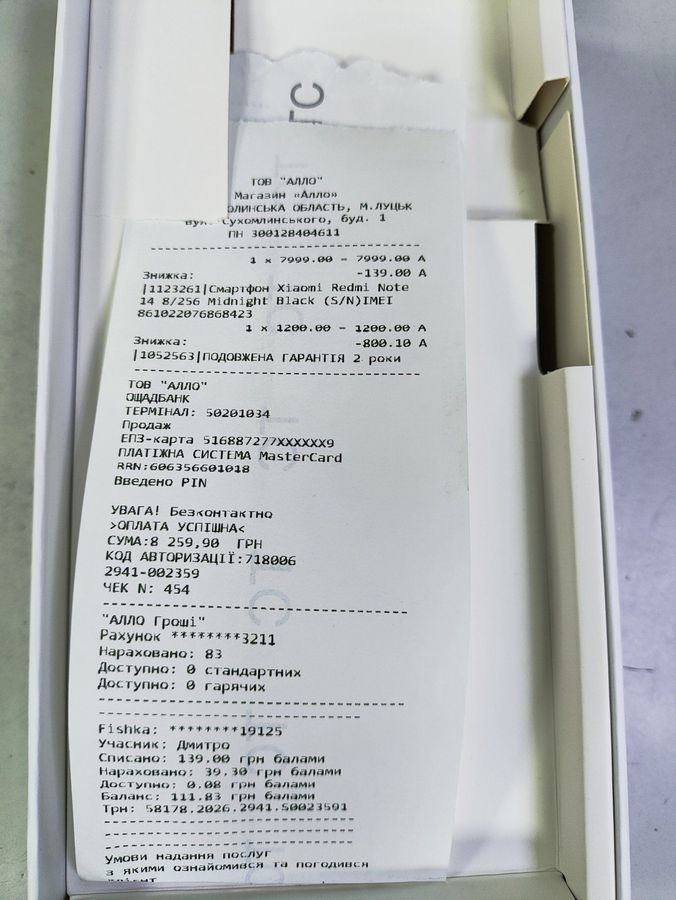 ТОВ "АЛЛО"
Магазин «Алло»
ОЛИНСЬКА ОБЛАСТЬ, М.ЛУЦЬК
вул. Сухомлинського, буд. 1
ПН 300128404611
1 x 7999.00 = 7999.00 А
Знижка: -139.00 А
|1123261|Смартфон Xiaomi Redmi Note
14 8/256 Midnight Black (S/N)IMEI
861022076868423
1 x 1200.00 = 1200.00 А
Знижка: -800.10 А
|1052563|ПОДОВЖЕНА ГАРАНТІЯ 2 роки
ТОВ "АЛЛО"
ОЩАДБАНК
ТЕРМІНАЛ: 50201034
Продаж
ЕПЗ-карта 516887277XXXXXX9
ПЛАТІЖНА СИСТЕМА MasterCard
RRN:606356601018
Введено PIN
УВАГА! Безконтактно
>ОПЛАТА УСПІШНА<
СУМА:8 259,90 ГРН
КОД АВТОРИЗАЦІЇ:718006
2941-002359
ЧЕК N: 454
"АЛЛО Гроші"
Рахунок ********3211
Нараховано: 83
Доступно: 0 стандартних
Доступно: 0 гарячих
Fishka: ********19125
Учасник: Дмитро
Списано: 139.00 грн балами
Нараховано: 39.30 грн балами
Доступно: 0.08 грн балами
Баланс: 111.83 грн балами
Трн: 58178.2026.2941.S0023591
Умови надання послуг
з якими ознайомився та погодився